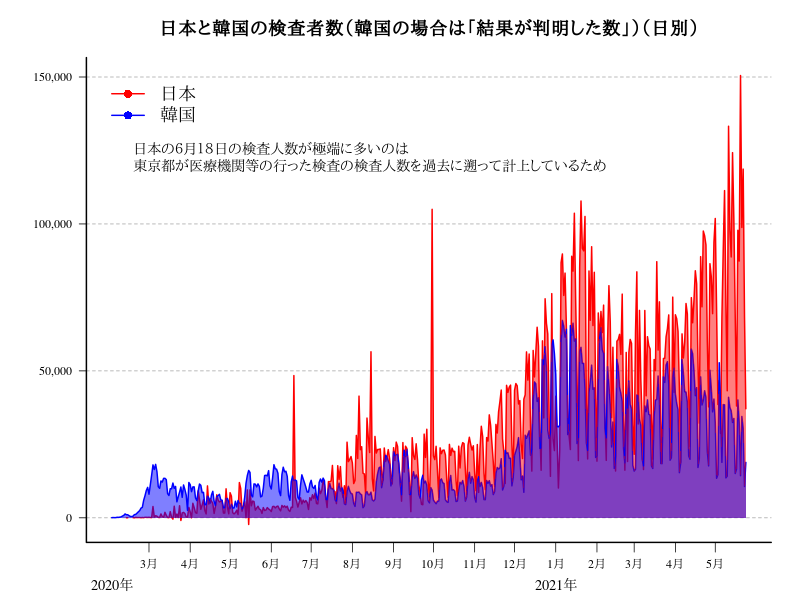 日本と韓国の検査者数（韓国の場合は「結果が判明した数」）（日別）
150,000
100,000
50,000
0
日本
韓国
日本の6月18日の検査人数が極端に多いのは
東京都が医療機関等の行った検査の検査人数を過去に遡って計上しているため
3月 4月 5月 6月 7月 8月 9月 10月 11月 12月 1月 2月 3月 4月 5月
2020年 2021年